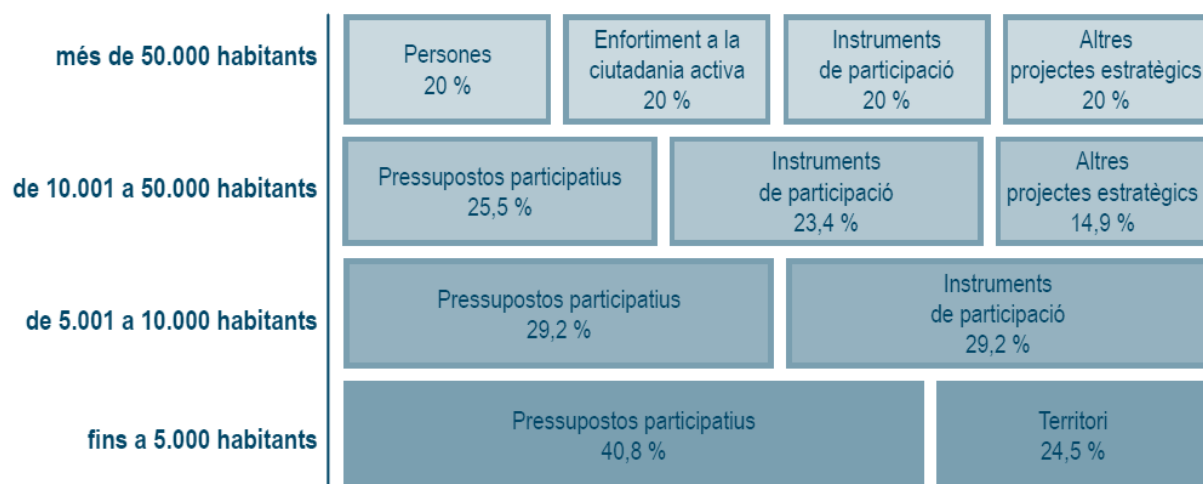 més de 50.000 habitants
Persones
20 %
Enfortiment a la
ciutadania activa
20 %
Instruments
de participació
20 %
Altres
projectes estratègics
20 %
de 10.001 a 50.000 habitants
Pressupostos participatius
25,5 %
Instruments
de participació
23,4 %
Altres
projectes estratègics
14,9 %
de 5.001 a 10.000 habitants
Pressupostos participatius
29,2 %
Instruments
de participació
29,2 %
fins a 5.000 habitants
Pressupostos participatius
40,8 %
Territori
24,5 %